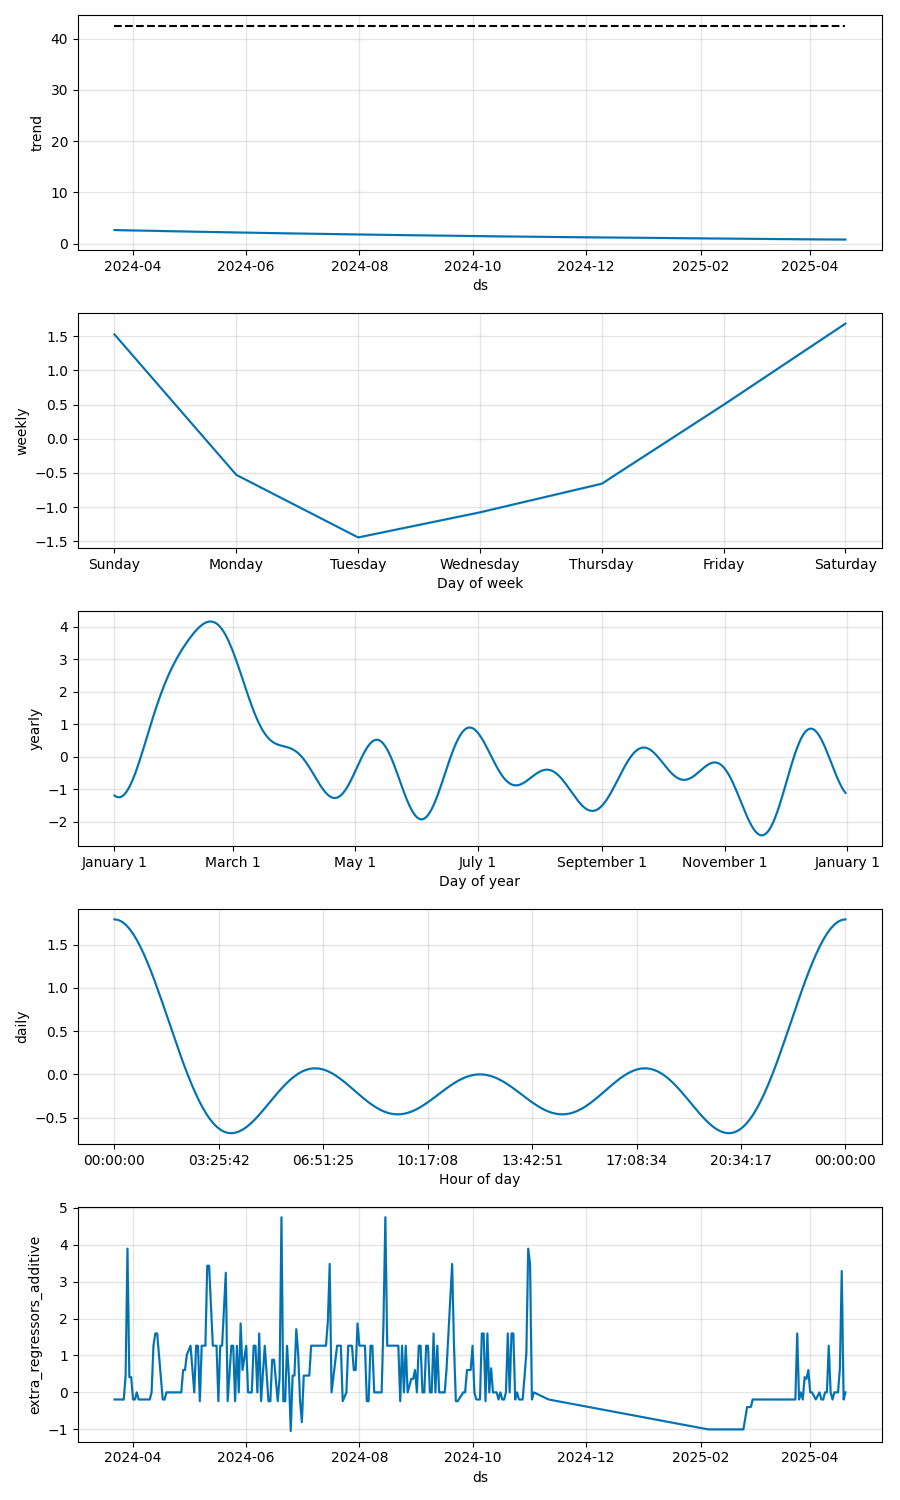 trend
40
30
20
10
0
2024-04 2024-06 2024-08 2024-10 2024-12 2025-02 2025-04
ds
weekly
1.5
1.0
0.5
0.0
−0.5
−1.0
−1.5
Sunday Monday Tuesday Wednesday Thursday Friday Saturday
Day of week
yearly
4
3
2
1
0
−1
−2
January 1 March 1 May 1 July 1 September 1 November 1 January 1
Day of year
daily
1.5
1.0
0.5
0.0
−0.5
00:00:00 03:25:42 06:51:25 10:17:08 13:42:51 17:08:34 20:34:17 00:00:00
Hour of day
extra_regressors_additive
5
4
3
2
1
0
−1
2024-04 2024-06 2024-08 2024-10 2024-12 2025-02 2025-04
ds